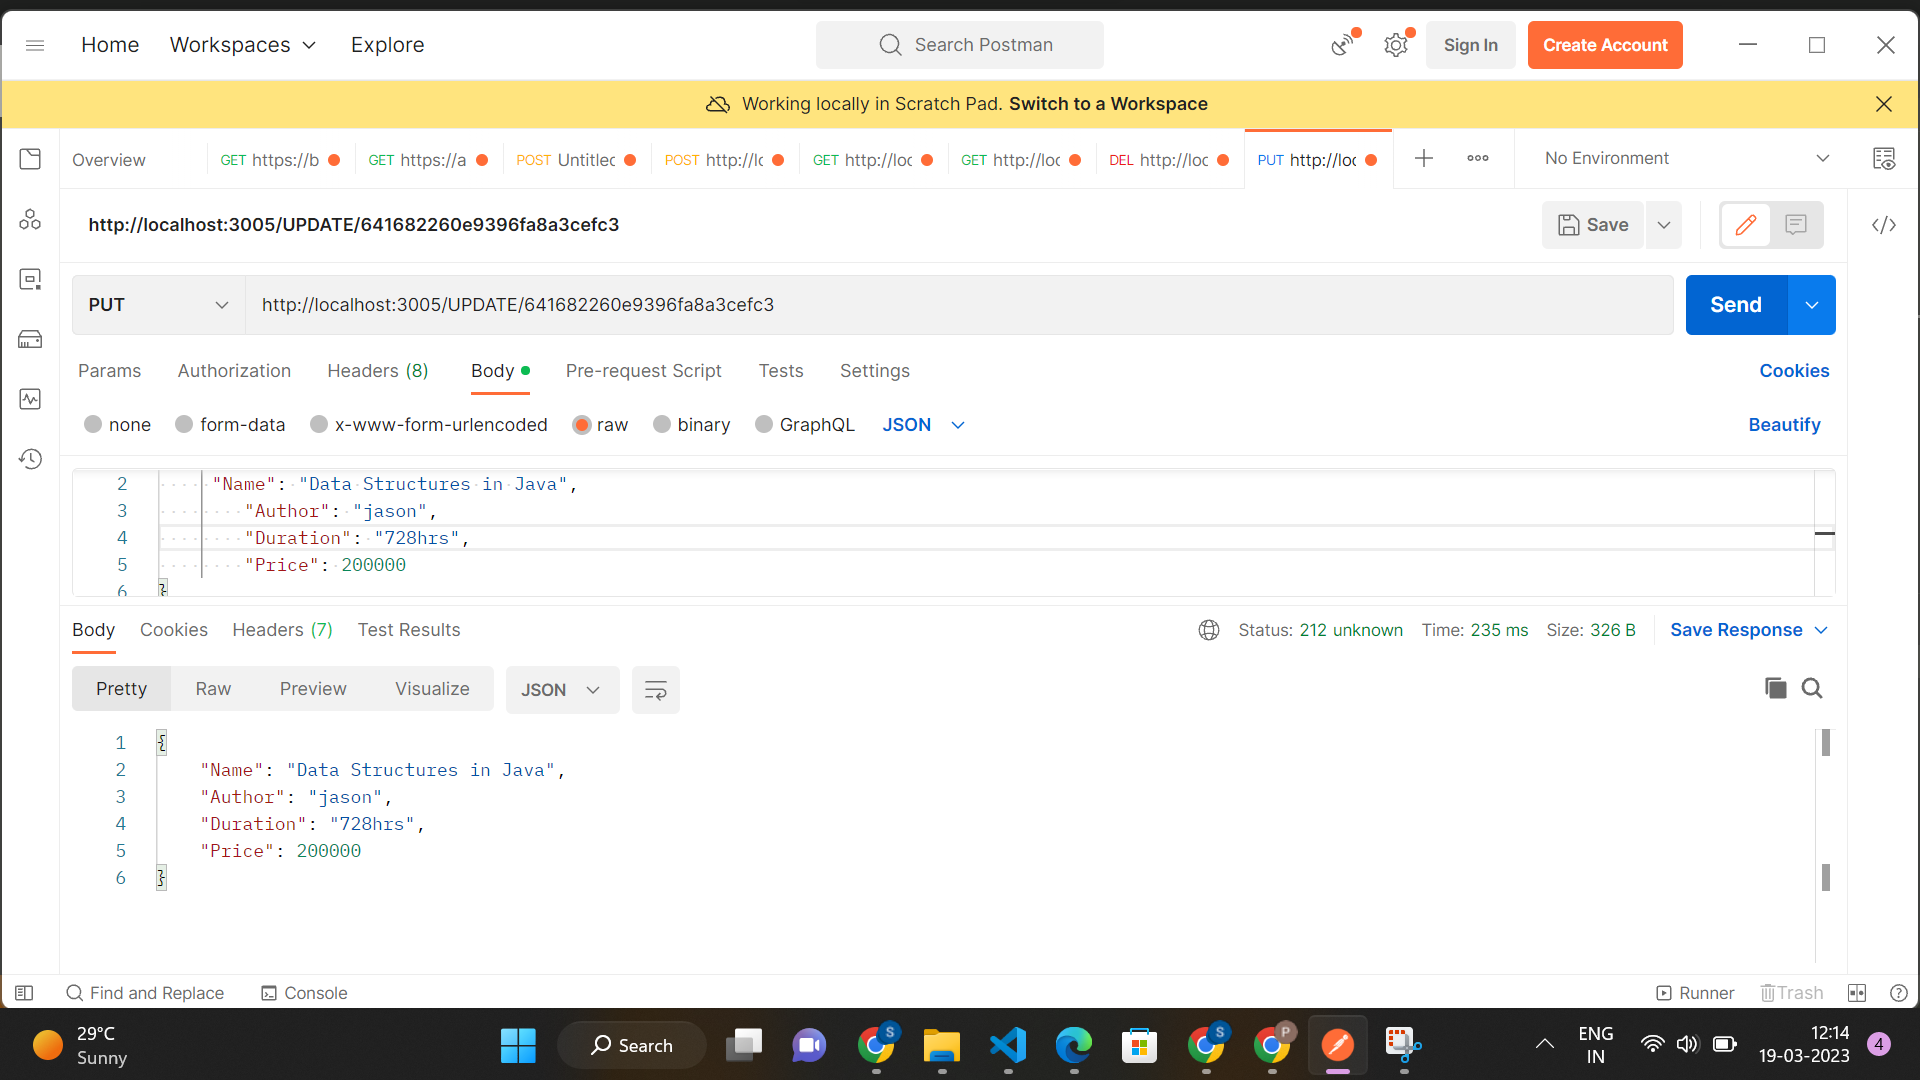 Home Workspaces Explore Search Postman Sign In Create Account
Working locally in Scratch Pad. Switch to a Workspace
Overview GET https://b GET https://a POST Untitled POST http://lc GET http://loc GET http://loc DEL http://loc PUT http://loc No Environment
http://localhost:3005/UPDATE/641682260e9396fa8a3cefc3 Save
PUT http://localhost:3005/UPDATE/641682260e9396fa8a3cefc3 Send
Params Authorization Headers (8) Body Pre-request Script Tests Settings Cookies
none form-data x-www-form-urlencoded raw binary GraphQL JSON Beautify
2 "Name": "Data Structures in Java",
3 "Author": "jason",
4 "Duration": "728hrs",
5 "Price": 200000
6 }
Body Cookies Headers (7) Test Results Status: 212 unknown Time: 235 ms Size: 326 B Save Response
Pretty Raw Preview Visualize JSON
1 {
2 "Name": "Data Structures in Java",
3 "Author": "jason",
4 "Duration": "728hrs",
5 "Price": 200000
6 }
Find and Replace Console Runner Trash
29°C
Sunny
Search
S
S
P
ENG
IN
12:14
19-03-2023
4